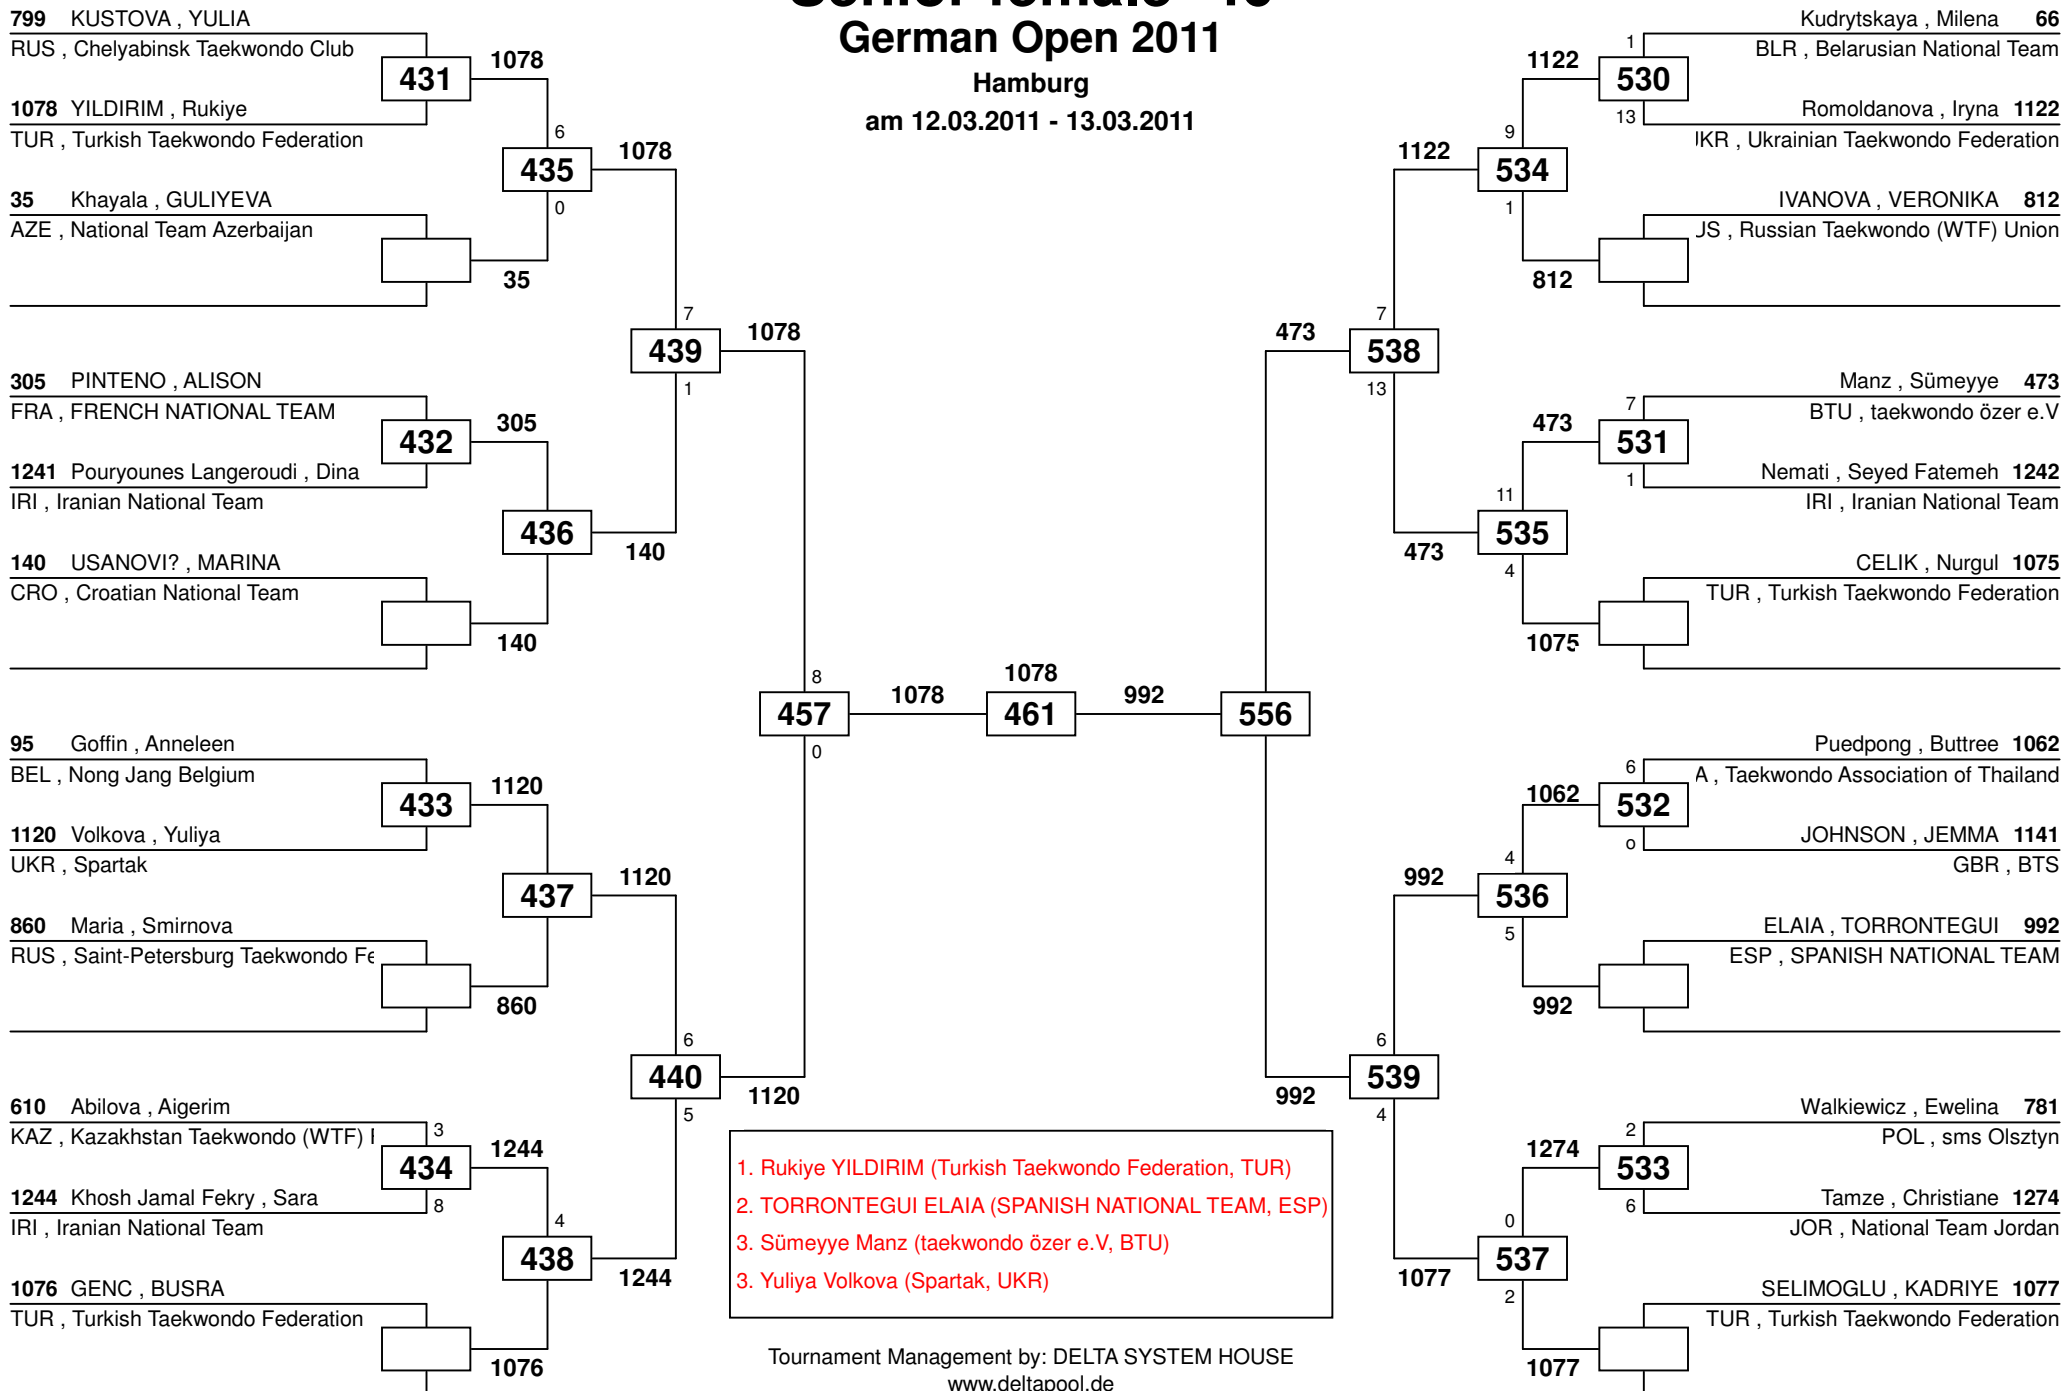 German Open 2011
Hamburg
am 12.03.2011 - 13.03.2011
799 KUSTOVA , YULIA
RUS , Chelyabinsk Taekwondo Club
431
1078
1078 YILDIRIM , Rukiye
TUR , Turkish Taekwondo Federation
6
435
0
1078
35 Khayala , GULIYEVA
AZE , National Team Azerbaijan
35
7
439
1
1078
305 PINTENO , ALISON
FRA , FRENCH NATIONAL TEAM
432
305
1241 Pouryounes Langeroudi , Dina
IRI , Iranian National Team
436
140
140 USANOVI? , MARINA
CRO , Croatian National Team
140
8
457
0
1078
1078
461
992
556
95 Goffin , Anneleen
BEL , Nong Jang Belgium
433
1120
1120 Volkova , Yuliya
UKR , Spartak
437
1120
860 Maria , Smirnova
RUS , Saint-Petersburg Taekwondo
860
6
440
5
1120
610 Abilova , Aigerim
KAZ , Kazakhstan Taekwondo (WTF)
3
434
8
1244
1244 Khosh Jamal Fekry , Sara
IRI , Iranian National Team
4
438
1244
1076 GENC , BUSRA
TUR , Turkish Taekwondo Federation
1076
Kudrytskaya , Milena 66
BLR , Belarusian National Team
1
530
13
1122
Romoldanova , Iryna 1122
, Ukrainian Taekwondo Federation
9
534
1
1122
IVANOVA , VERONIKA 812
, Russian Taekwondo (WTF) Union
812
7
538
13
473
Manz , Sümeyye 473
BTU , taekwondo özer e.V
7
531
1
473
Nemati , Seyed Fatemeh 1242
IRI , Iranian National Team
11
535
4
473
CELIK , Nurgul 1075
TUR , Turkish Taekwondo Federation
1075
Puedpong , Buttree 1062
, Taekwondo Association of Thailand
6
532
o
1062
JOHNSON , JEMMA 1141
GBR , BTS
4
536
5
992
ELAIA , TORRONTEGUI 992
ESP , SPANISH NATIONAL TEAM
992
6
539
4
992
Walkiewicz , Ewelina 781
POL , sms Olsztyn
2
533
6
1274
Tamze , Christiane 1274
JOR , National Team Jordan
0
537
2
1077
SELIMOGLU , KADRIYE 1077
TUR , Turkish Taekwondo Federation
1077
1. Rukiye YILDIRIM (Turkish Taekwondo Federation, TUR)
2. TORRONTEGUI ELAIA (SPANISH NATIONAL TEAM, ESP)
3. Sümeyye Manz (taekwondo özer e.V, BTU)
3. Yuliya Volkova (Spartak, UKR)
Tournament Management by: DELTA SYSTEM HOUSE
www.deltapool.de